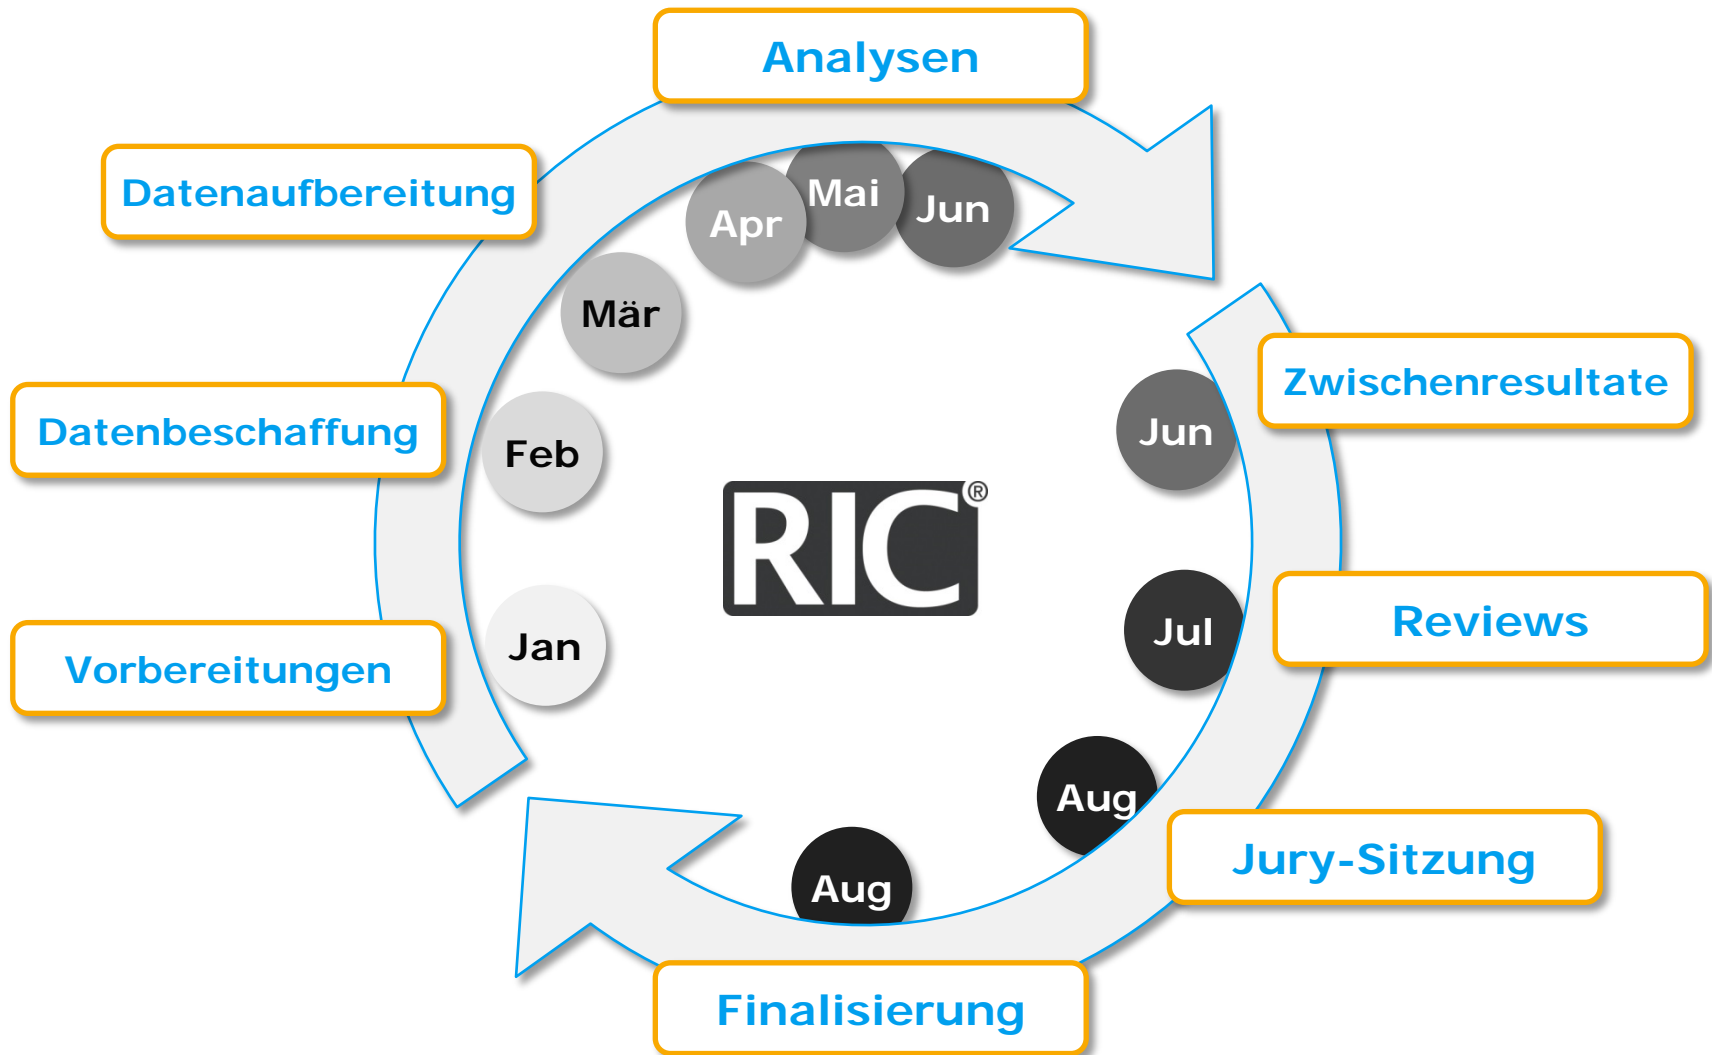 Analysen
Datenaufbereitung
Mai
Jun
Apr
Mär
Zwischenresultate
Jun
Datenbeschaffung
Feb
RIC®
Reviews
Jul
Jan
Vorbereitungen
Aug
Jury-Sitzung
Aug
Finalisierung